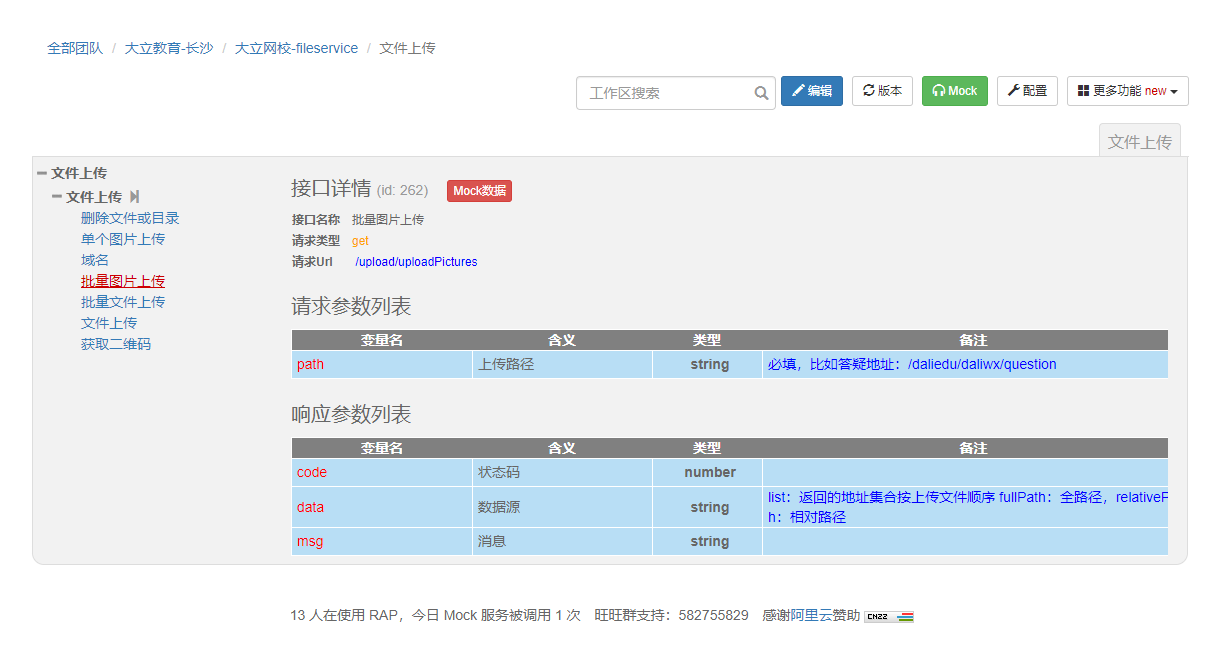 全部团队 / 大立教育-长沙 / 大立网校-fileservice / 文件上传
工作区搜索 编辑 版本 Mock 配置 更多功能 new
文件上传
文件上传
文件上传
删除文件或目录
单个图片上传
域名
批量图片上传
批量文件上传
文件上传
获取二维码
接口详情 (id: 262) Mock数据
接口名称 批量图片上传
请求类型 get
请求Url /upload/uploadPictures
请求参数列表
变量名 含义 类型 备注
path 上传路径 string 必填，比如答疑地址：/daliedu/daliwx/question
响应参数列表
变量名 含义 类型 备注
code 状态码 number
data 数据源 string list：返回的地址集合按上传文件顺序 fullPath：全路径，relativeP
h：相对路径
msg 消息 string
13 人在使用 RAP，今日 Mock 服务被调用 1 次 旺旺群支持：582755829 感谢阿里云赞助 CNZZ